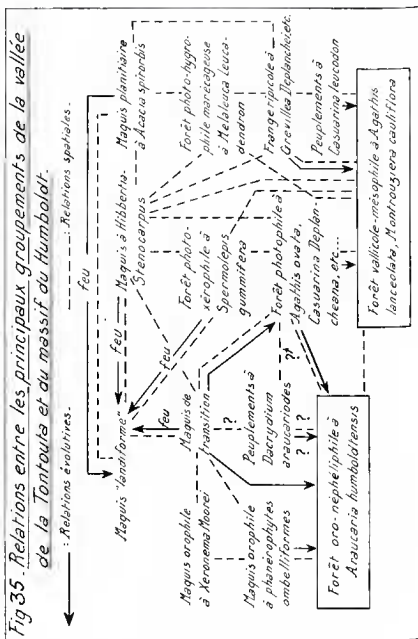 Fig 35. Relations entre les principaux groupements de la vallée
de la Tontouta et du massif du Humboldt.
: Relations évolutives.
: Relations spatiales.
feu
Maquis "landiforme"
feu
Maquis à Hibbertia-
Stenocarpus
Maquis planitiaire
à Acacia spirorbis
Maquis orophile
à Xeronema Moorei
Maquis de
transition
feu
feu
Forêt photo-
xérophile à
Spermolepis
gummifera
Forêt photo-hygro-
phile marécageuse
à Melaleuca leuca-
dendron
Maquis orophile
à phanérophytes
ombelliformes
?
Peuplements à
Dacrydium
araucariodes
?
?
Forêt photophile à
Agathis ovata,
Casuarina Deplan-
cheana, etc...
?
Frange ripicole à
Grevillea Deplanchei etc.
Peuplements à
Casuarina leucodon
Forêt oro-néphéliphile à
Araucaria humboldtensis
Forêt vallicole-mésophile à Agathis
lanceolata, Montrouziera cauliflora